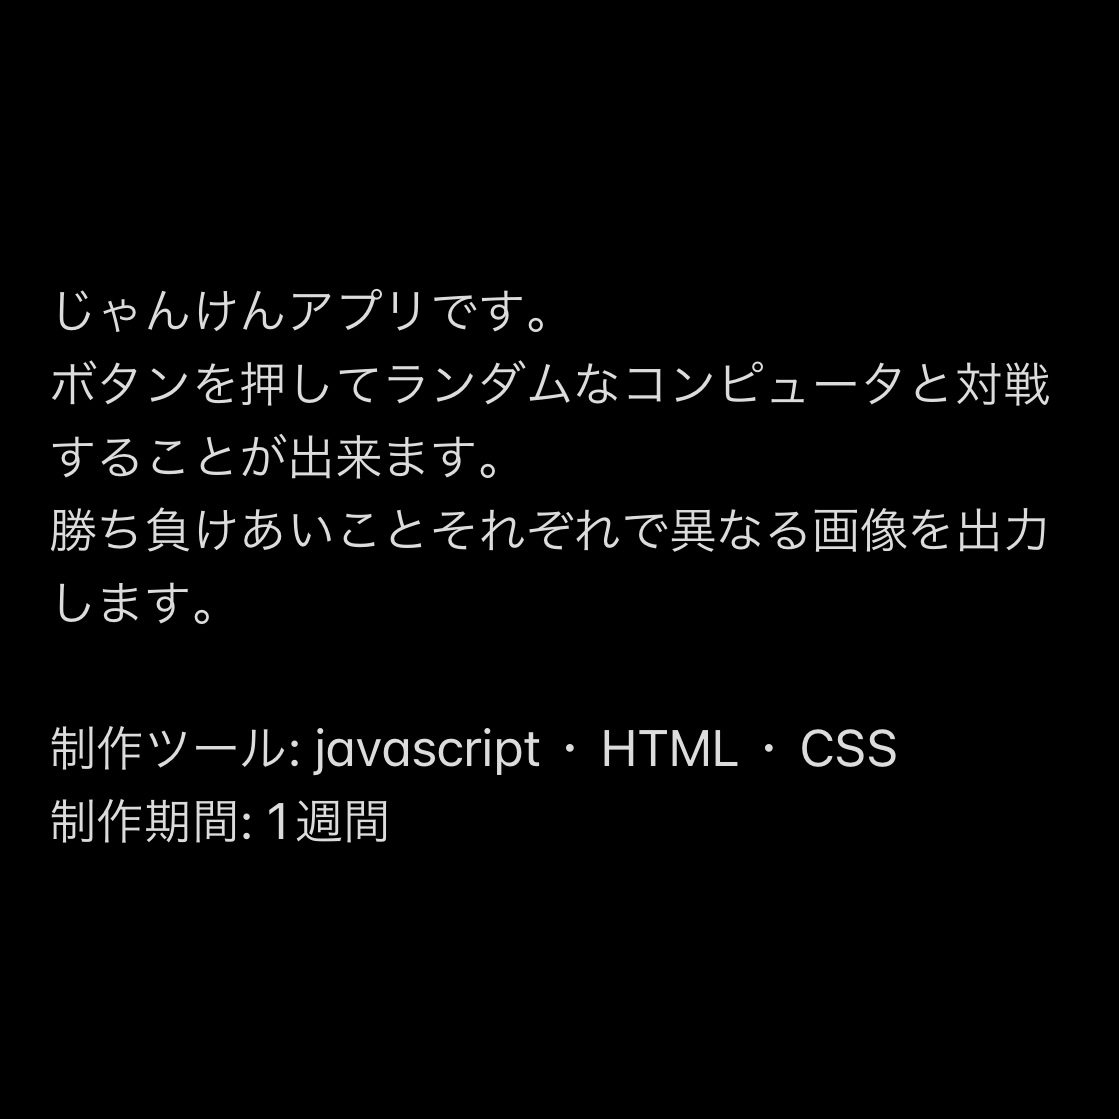 じゃんけんアプリです。
ボタンを押してランダムなコンピュータと対戦
することが出来ます。
勝ち負けあいことそれぞれで異なる画像を出力
します。
制作ツール: javascript・HTML・CSS
制作期間: 1週間